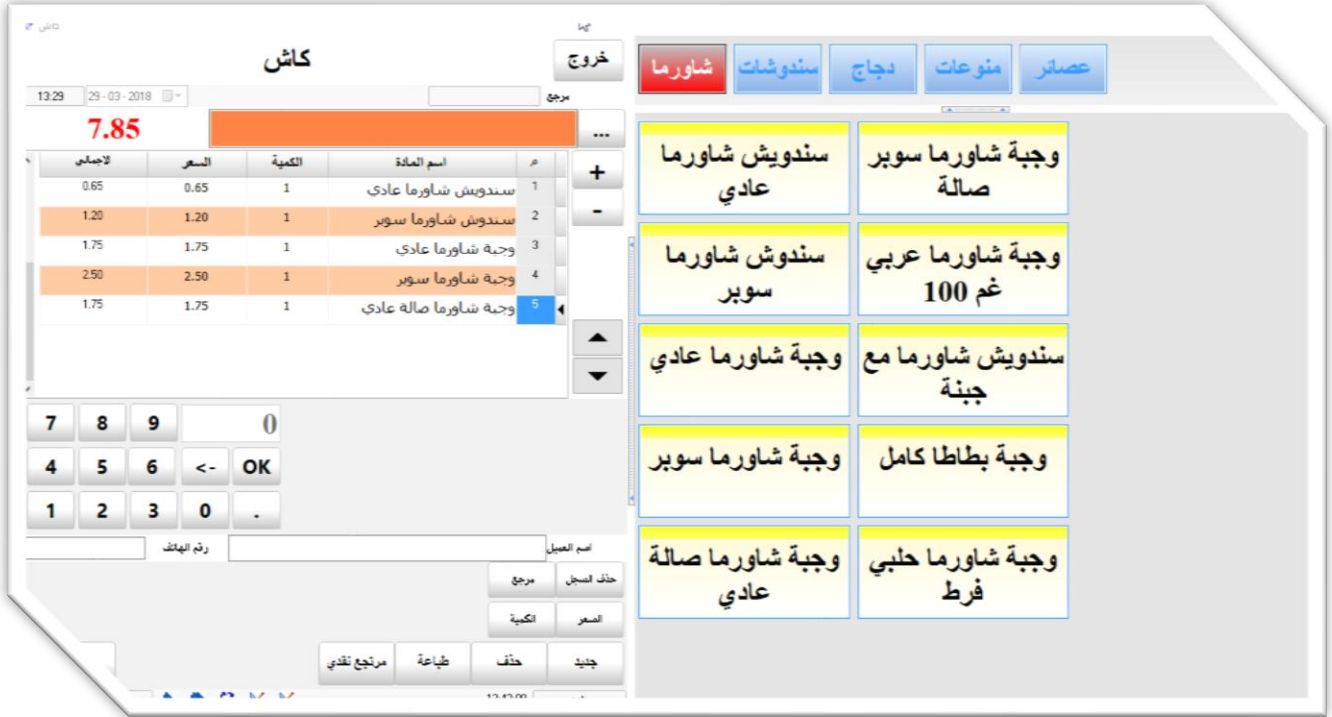 كاش
خروج
مرجع
29-03-2018
13:29
...
7.85
م اسم المادة الكمية السعر الاجمالي
1 سندويش شاورما عادي 1 0.65 0.65
2 سندوش شاورما سوبر 1 1.20 1.20
3 وجبة شاورما عادي 1 1.75 1.75
4 وجبة شاورما سوبر 1 2.50 2.50
5 وجبة شاورما صالة عادي 1 1.75 1.75
+
-
7 8 9 0
4 5 6 <- OK
1 2 3 0 .
اسم العميل
رقم الهاتف
حذف السجل مرجع
السعر الكمية
جديد حذف طباعة مرتجع نقدي
شاورما سندوشات دجاج منوعات عصائر
وجبة شاورما سوبر
صالة
سندويش شاورما
عادي
وجبة شاورما عربي
100 غم
سندوش شاورما
سوبر
سندويش شاورما مع
جبنة
وجبة شاورما عادي
وجبة بطاطا كامل
وجبة شاورما سوبر
وجبة شاورما حلبي
فرط
وجبة شاورما صالة
عادي